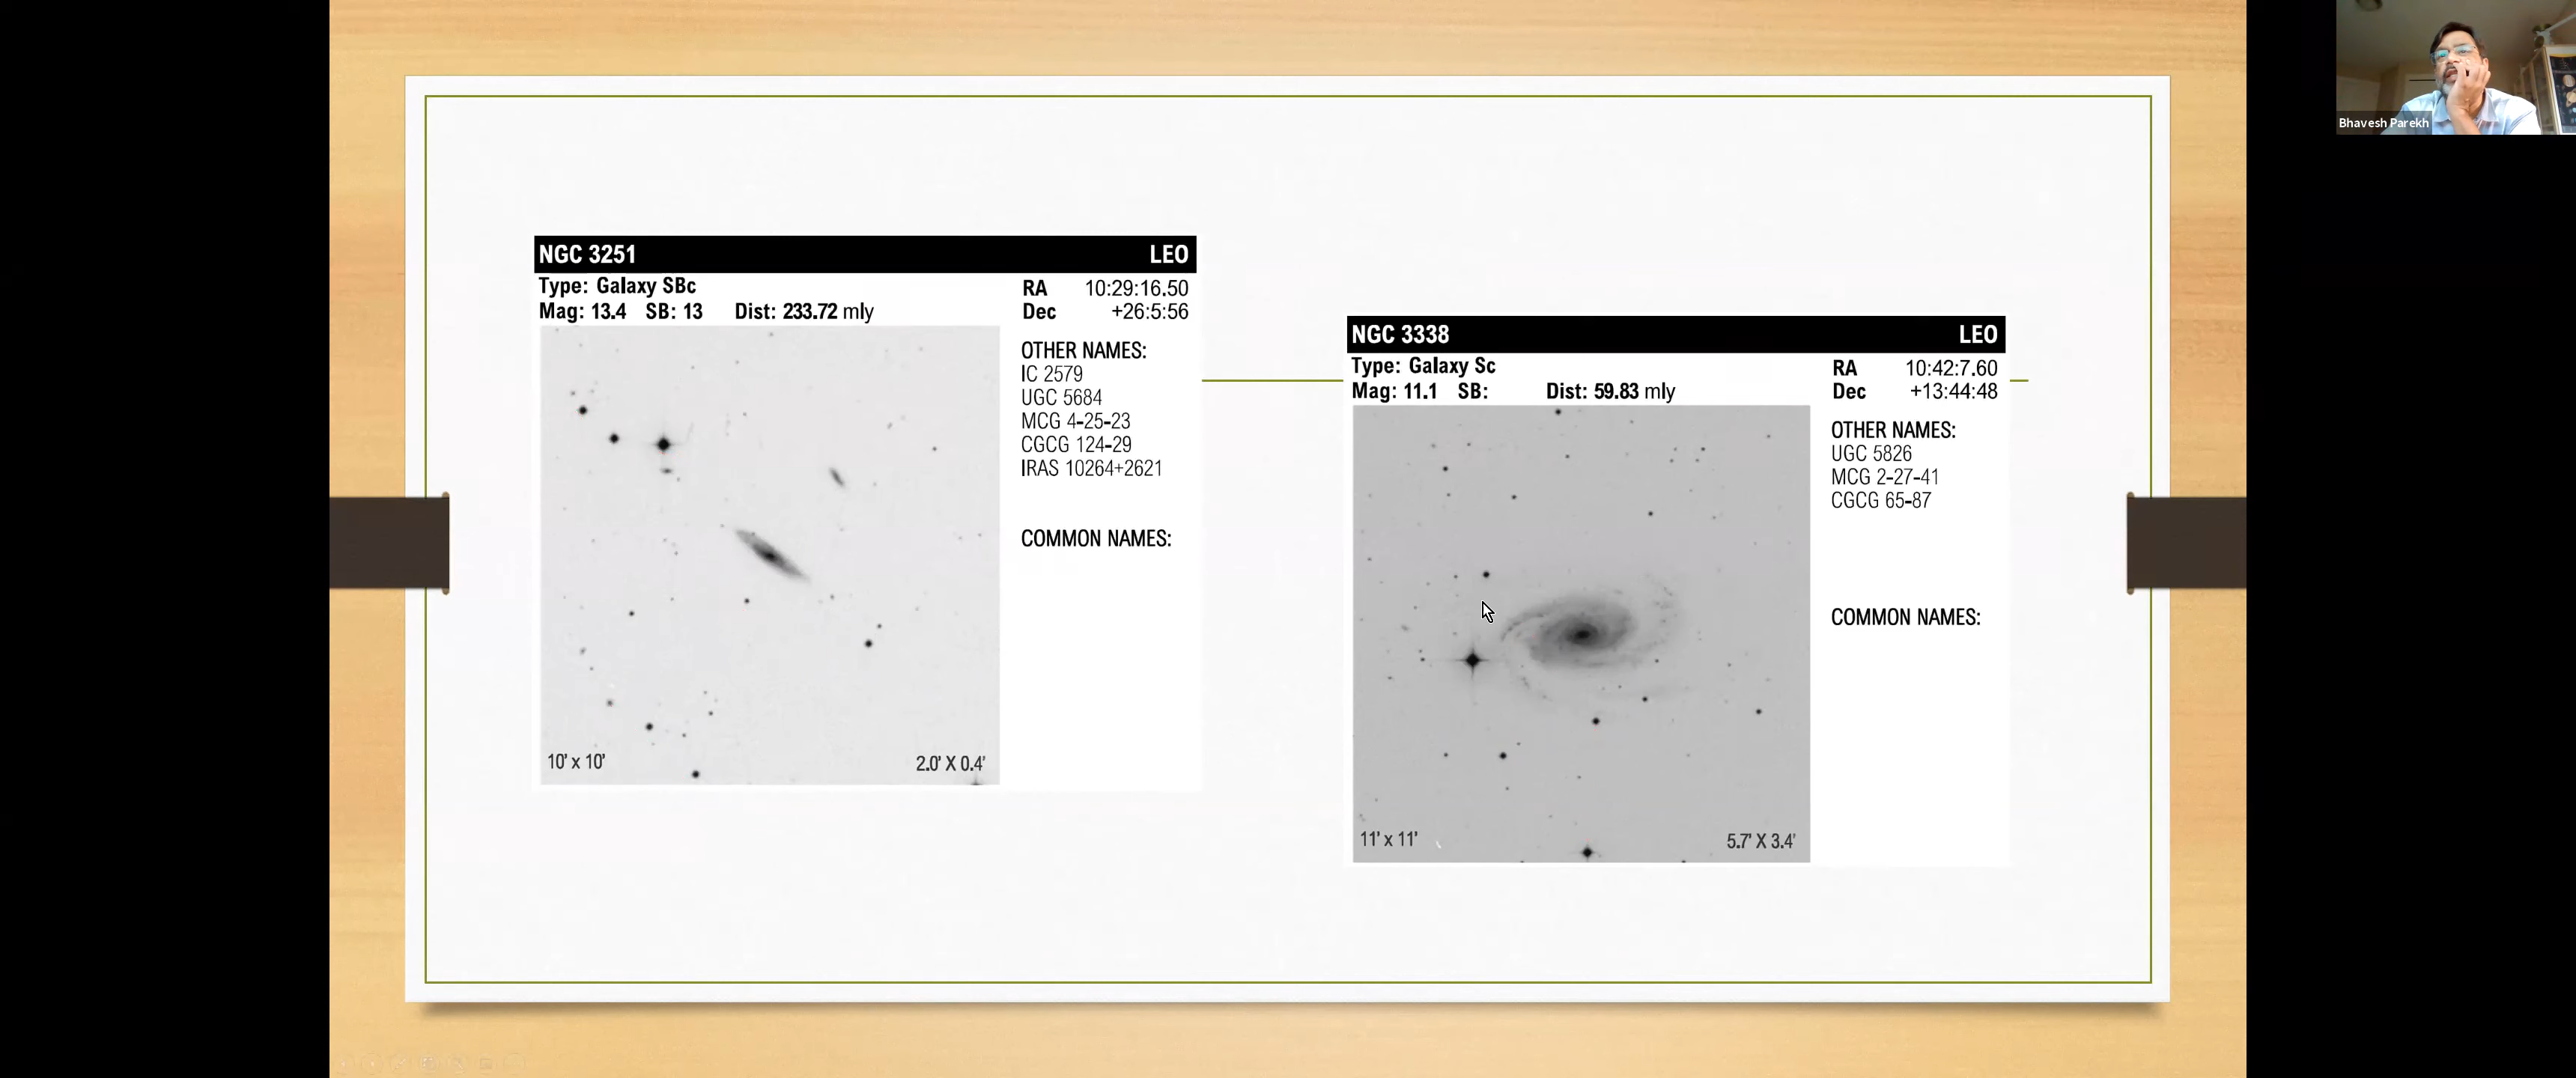 Bhavesh Parekh
NGC 3251 LEO
Type: Galaxy SBc
Mag: 13.4 SB: 13 Dist: 233.72 mly
RA 10:29:16.50
Dec +26:5:56
OTHER NAMES:
IC 2579
UGC 5684
MCG 4-25-23
CGCG 124-29
IRAS 10264+2621
COMMON NAMES:
10' x 10'
2.0' X 0.4'
NGC 3338 LEO
Type: Galaxy Sc
Mag: 11.1 SB: Dist: 59.83 mly
RA 10:42:7.60
Dec +13:44:48
OTHER NAMES:
UGC 5826
MCG 2-27-41
CGCG 65-87
COMMON NAMES:
11' x 11'
5.7' X 3.4'